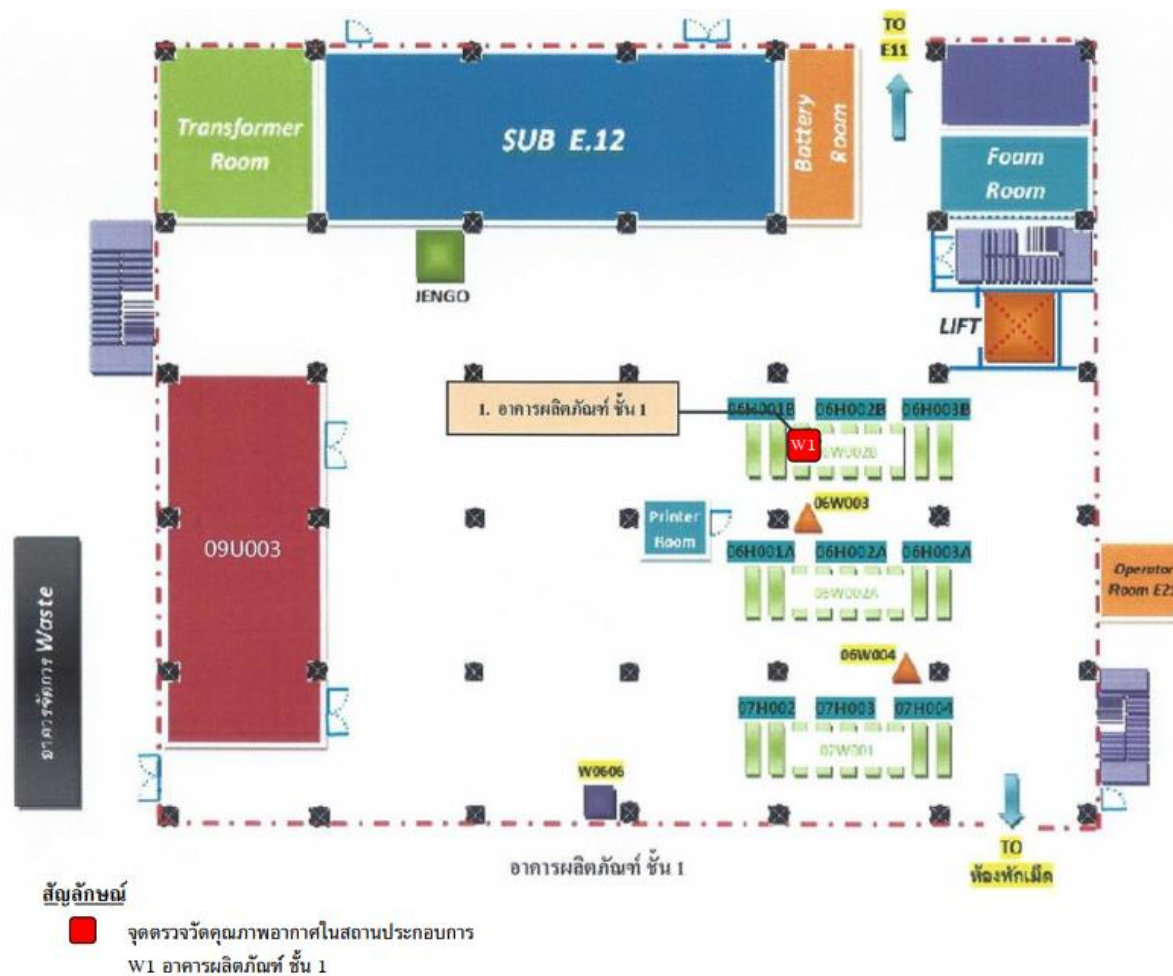 TO
E11
Transformer
Room
SUB E.12
Battery
Room
Foam
Room
JENGO
LIFT
1. อาคารผลิตภัณฑ์ ชั้น 1
06H001B
06H002B
06H003B
W1
06W003
Printer
Room
06H001A
06H002A
06H003A
06W002A
09U003
Operator
อาคารจัดการ Waste
06W004
07H002
07H003
07H004
07W001
W0606
TO
ห้องพักเม็ด
อาคารผลิตภัณฑ์ ชั้น 1
สัญลักษณ์
จุดตรวจวัดคุณภาพอากาศในสถานประกอบการ
W1 อาคารผลิตภัณฑ์ ชั้น 1